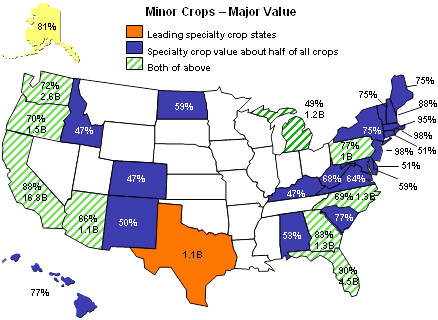 Minor Crops – Major Value
Leading specialty crop states
Specialty crop value about half of all crops
Both of above
81%
72%
2.6B
70%
1.5B
47%
59%
49%
1.2B
75%
75%
88%
95%
98%
51%
75%
77%
1B
98%
51%
59%
88%
16.8B
47%
68%
64%
47%
69% 1.3B
66%
1.1B
50%
77%
53%
83%
1.3B
1.1B
90%
4.5B
77%